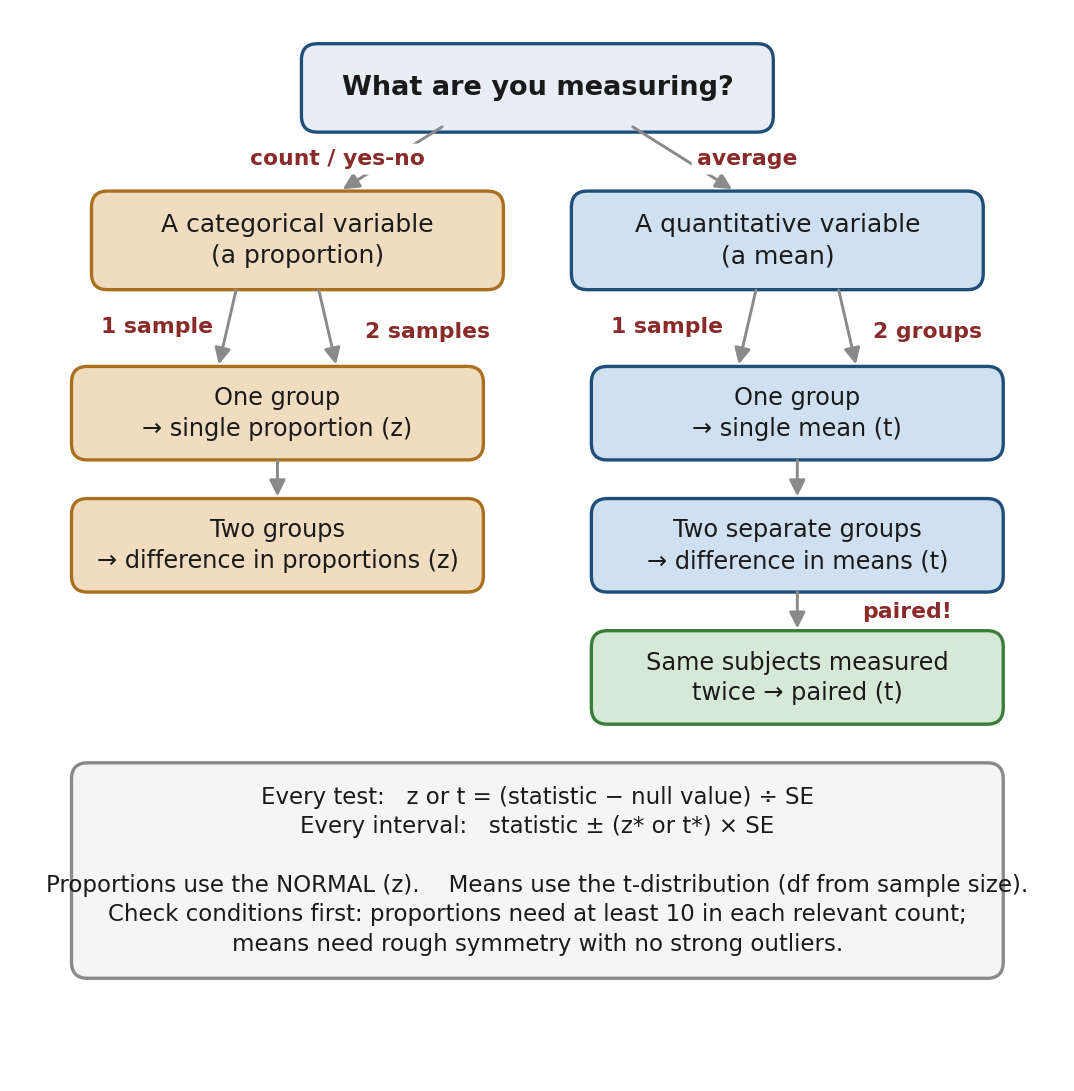 What are you measuring?
count / yes-no
average
A categorical variable
(a proportion)
A quantitative variable
(a mean)
1 sample
2 samples
1 sample
2 groups
One group
→ single proportion (z)
One group
→ single mean (t)
Two groups
→ difference in proportions (z)
Two separate groups
→ difference in means (t)
paired!
Same subjects measured
twice → paired (t)
Every test:   z or t = (statistic − null value) ÷ SE
Every interval:   statistic ± (z* or t*) × SE
Proportions use the NORMAL (z).    Means use the t-distribution (df from sample size).
Check conditions first: proportions need at least 10 in each relevant count;
means need rough symmetry with no strong outliers.